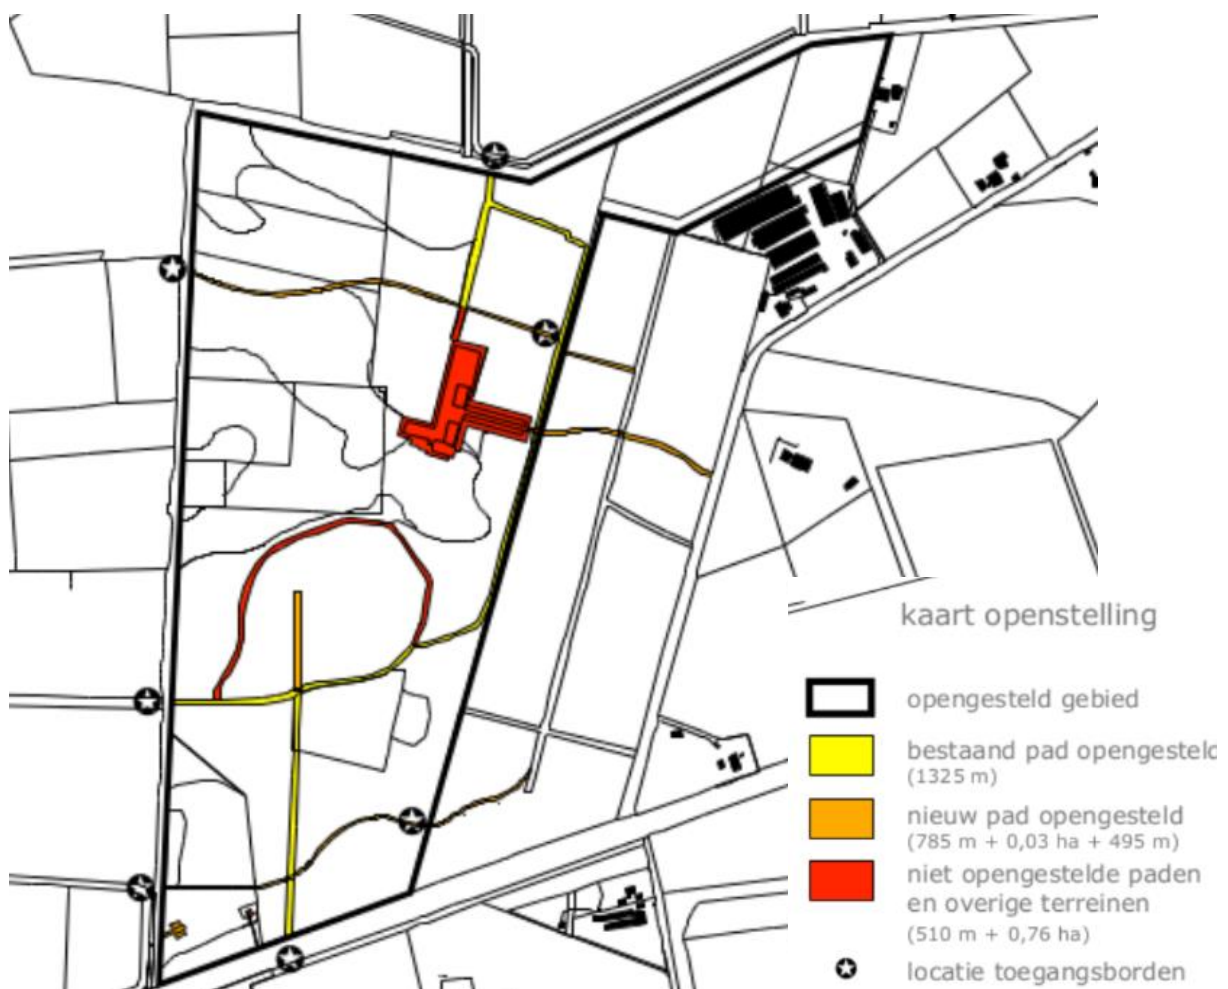 kaart openstelling
opengesteld gebied
bestaand pad opengesteld
(1325 m)
nieuw pad opengesteld
(785 m + 0,03 ha + 495 m)
niet opengestelde paden
en overige terreinen
(510 m + 0,76 ha)
locatie toegangsborden